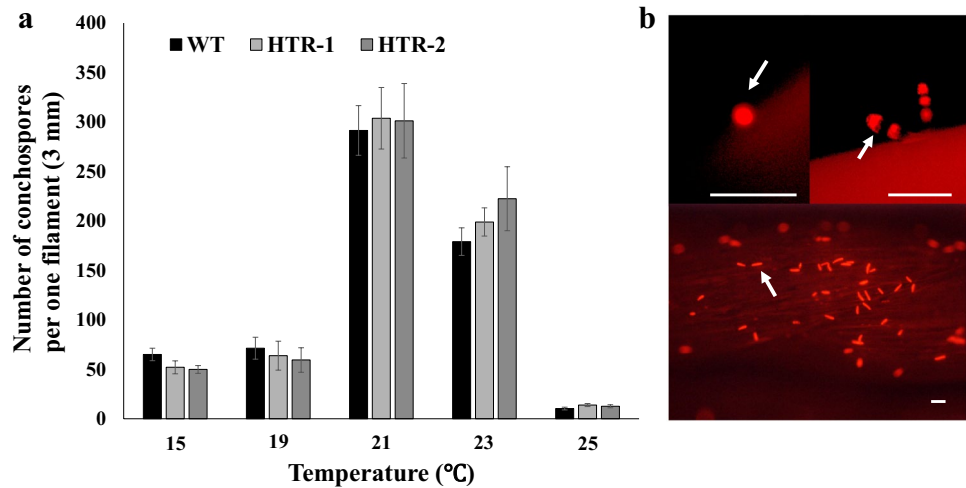 a
b
400
350
300
250
200
150
100
50
0
WT HTR-1 HTR-2
Number of conchospores
per one filament (3 mm)
15 19 21 23 25
Temperature (℃)